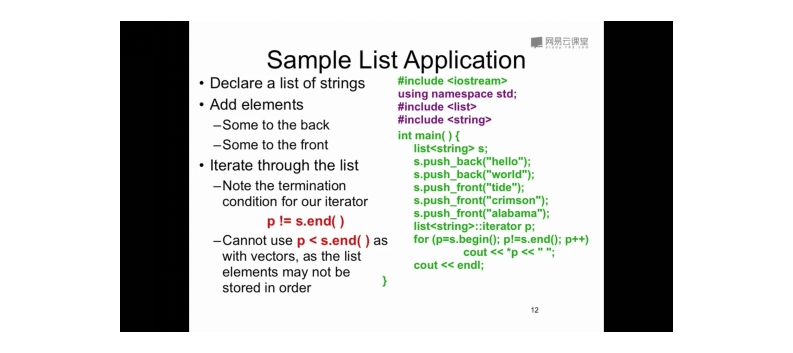 网易云课堂
study.163.com
Sample List Application
• Declare a list of strings
• Add elements
–Some to the back
–Some to the front
• Iterate through the list
–Note the termination
condition for our iterator
p != s.end( )
–Cannot use p < s.end( ) as
with vectors, as the list
elements may not be
stored in order
#include <iostream>
using namespace std;
#include <list>
#include <string>
int main( ) {
list<string> s;
s.push_back("hello");
s.push_back("world");
s.push_front("tide");
s.push_front("crimson");
s.push_front("alabama");
list<string>::iterator p;
for (p=s.begin(); p!=s.end(); p++)
cout << *p << " ";
cout << endl;
}
12